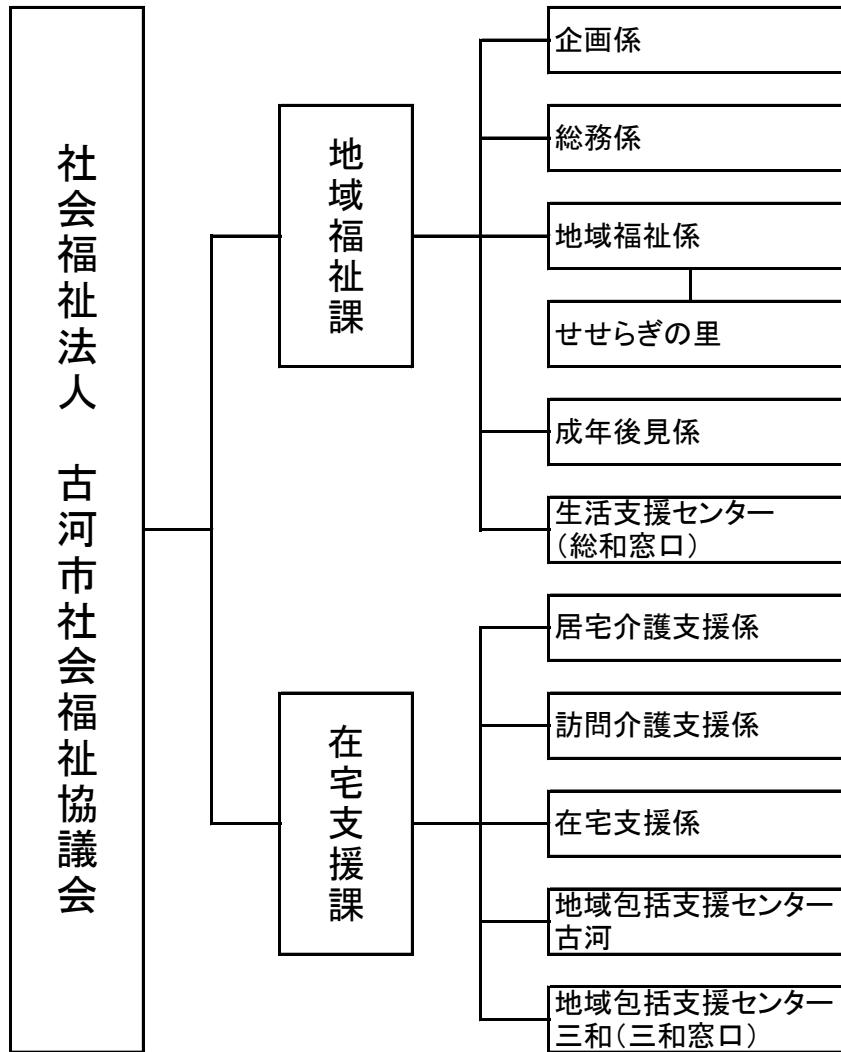 社会福祉法人　古河市社会福祉協議会
地域福祉課
企画係
総務係
地域福祉係
せせらぎの里
成年後見係
生活支援センター
（総和窓口）
在宅支援課
居宅介護支援係
訪問介護支援係
在宅支援係
地域包括支援センター
古河
地域包括支援センター
三和（三和窓口）